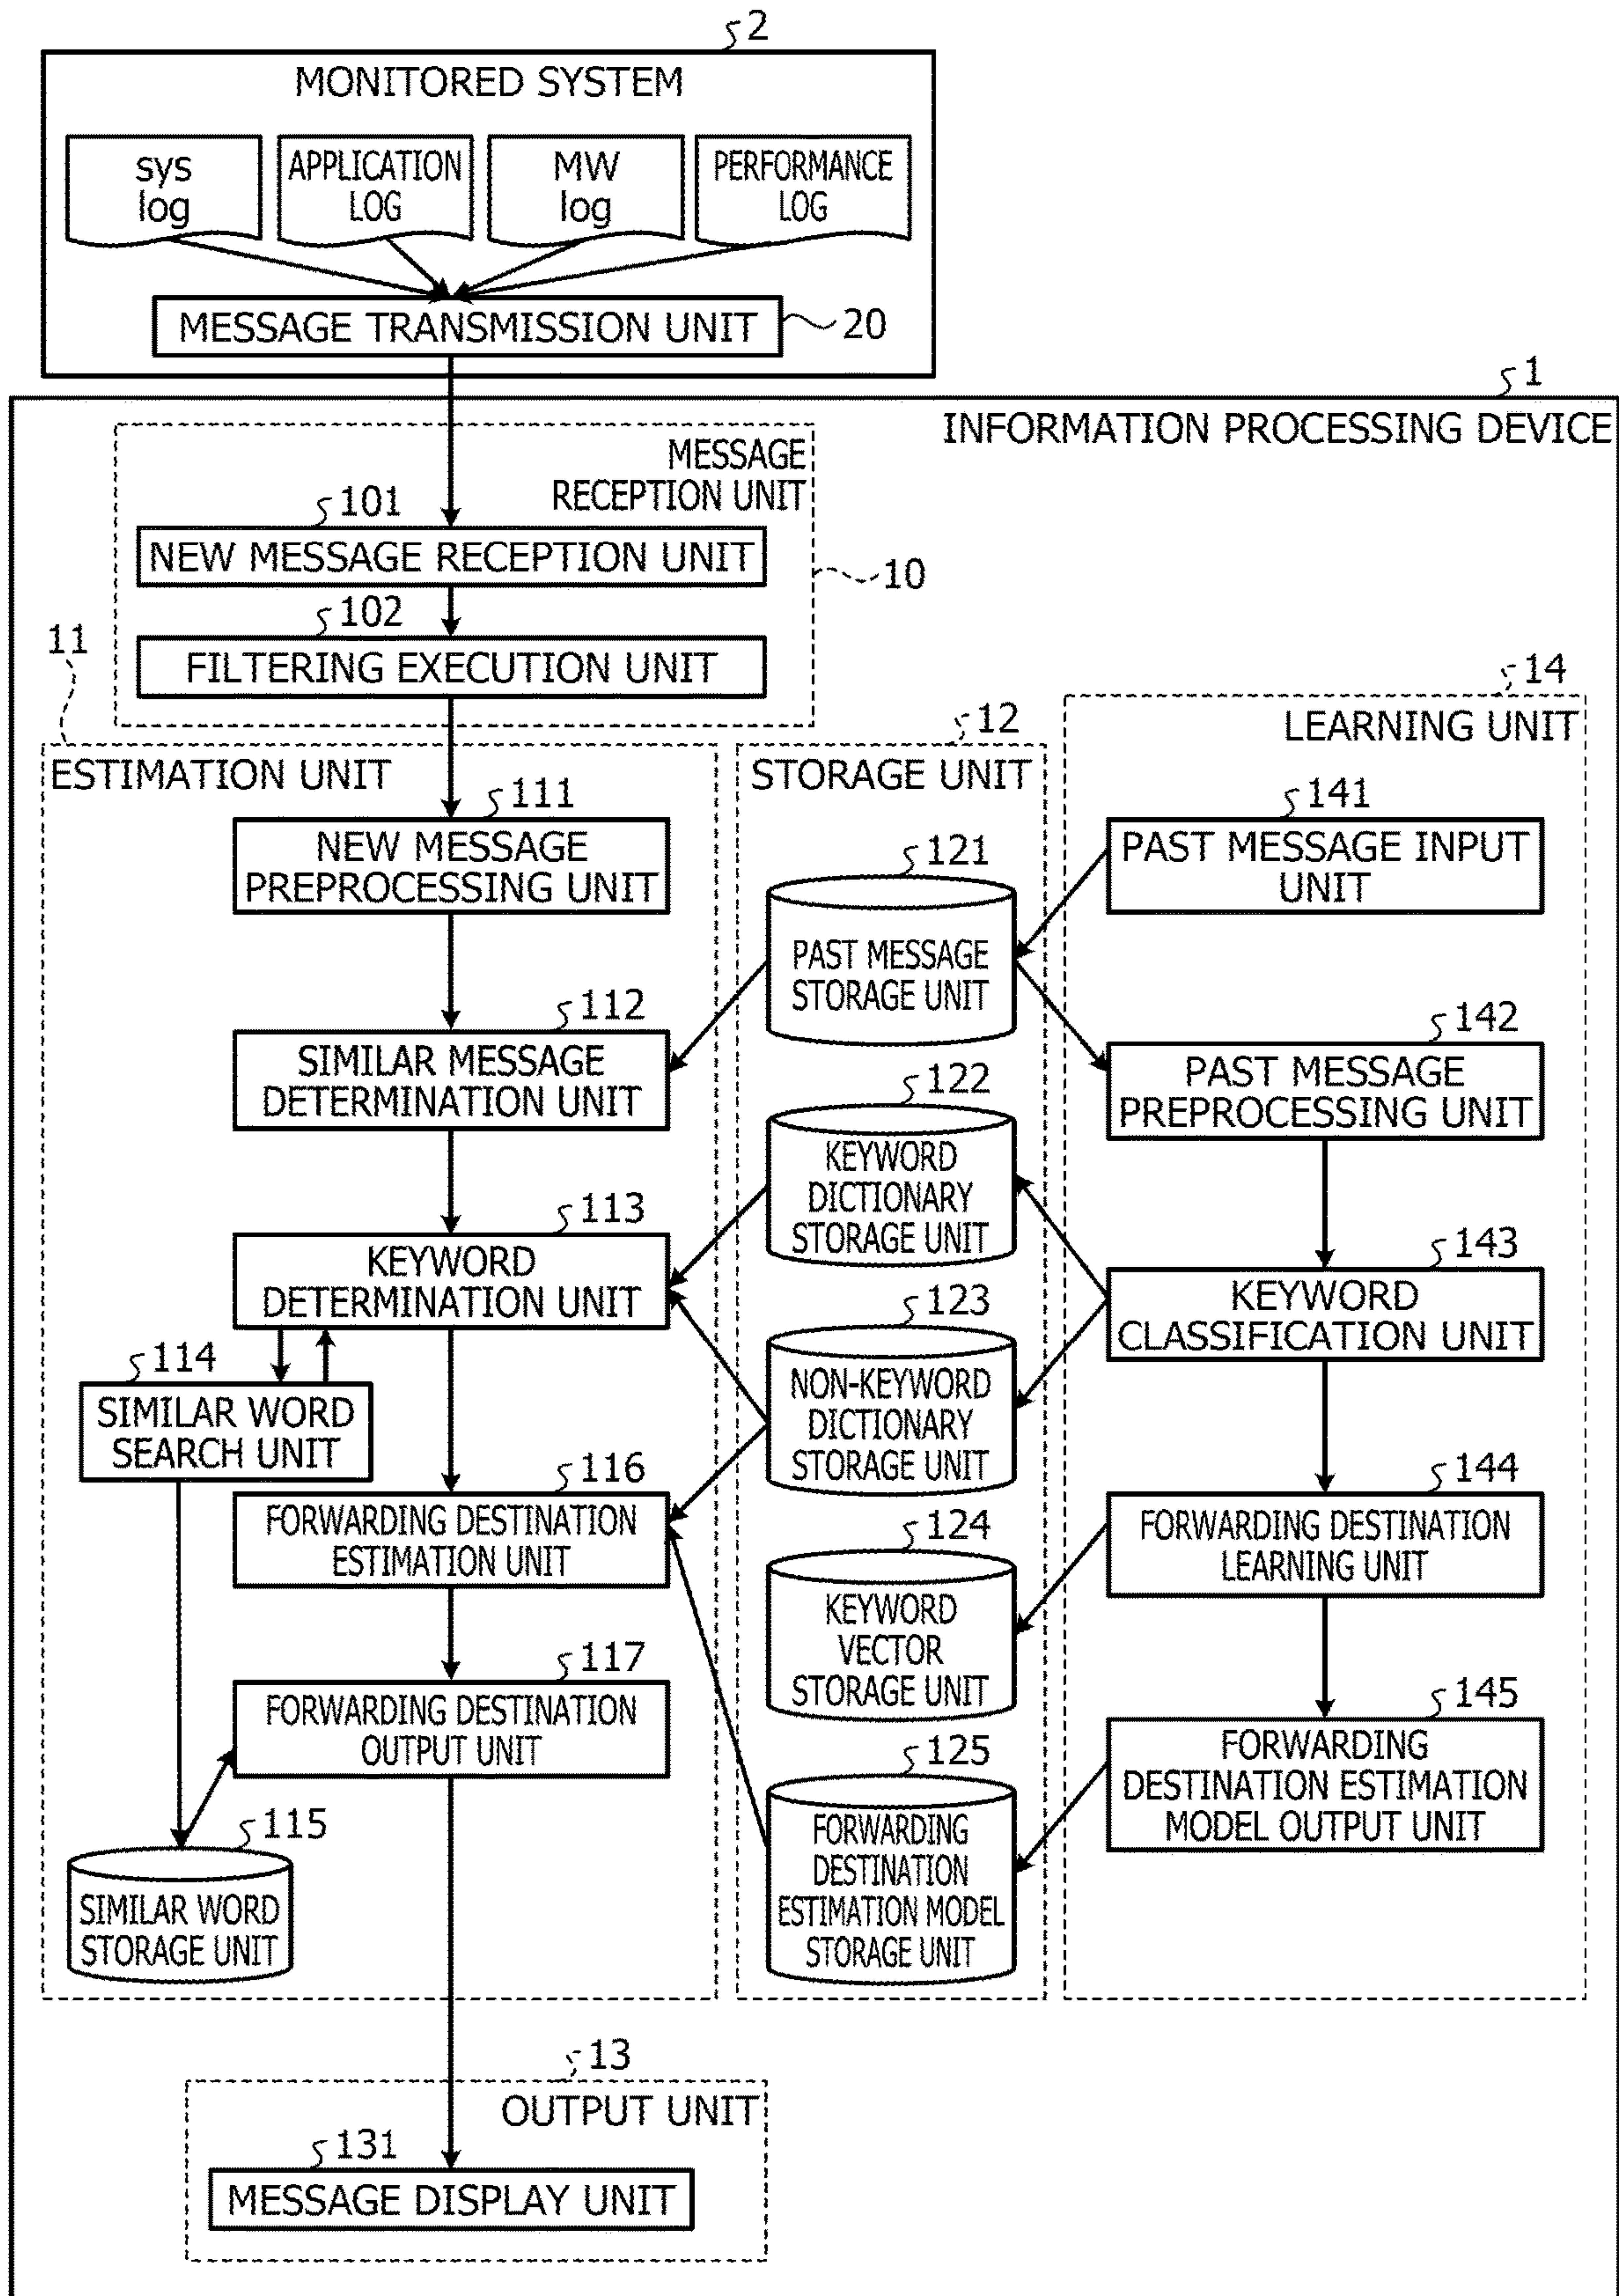 2
MONITORED SYSTEM
sys
log
APPLICATION
LOG
MW
log
PERFORMANCE
LOG
MESSAGE TRANSMISSION UNIT
20
1
INFORMATION PROCESSING DEVICE
MESSAGE
RECEPTION UNIT
101
NEW MESSAGE RECEPTION UNIT
10
102
FILTERING EXECUTION UNIT
11
ESTIMATION UNIT
111
NEW MESSAGE
PREPROCESSING UNIT
112
SIMILAR MESSAGE
DETERMINATION UNIT
113
KEYWORD
DETERMINATION UNIT
114
SIMILAR WORD
SEARCH UNIT
116
FORWARDING DESTINATION
ESTIMATION UNIT
117
FORWARDING DESTINATION
OUTPUT UNIT
115
SIMILAR WORD
STORAGE UNIT
12
STORAGE UNIT
121
PAST MESSAGE
STORAGE UNIT
122
KEYWORD
DICTIONARY
STORAGE UNIT
123
NON-KEYWORD
DICTIONARY
STORAGE UNIT
124
KEYWORD
VECTOR
STORAGE UNIT
125
FORWARDING
DESTINATION
ESTIMATION MODEL
STORAGE UNIT
14
LEARNING UNIT
141
PAST MESSAGE INPUT
UNIT
142
PAST MESSAGE
PREPROCESSING UNIT
143
KEYWORD
CLASSIFICATION UNIT
144
FORWARDING DESTINATION
LEARNING UNIT
145
FORWARDING
DESTINATION ESTIMATION
MODEL OUTPUT UNIT
13
OUTPUT UNIT
131
MESSAGE DISPLAY UNIT